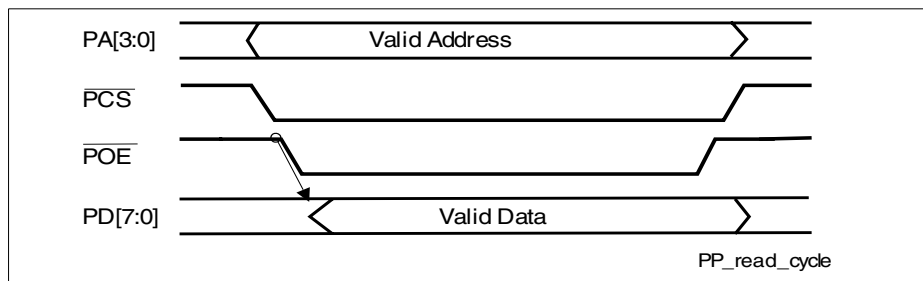 PA[3:0]
Valid Address
PCS
POE
PD[7:0]
Valid Data
PP_read_cycle